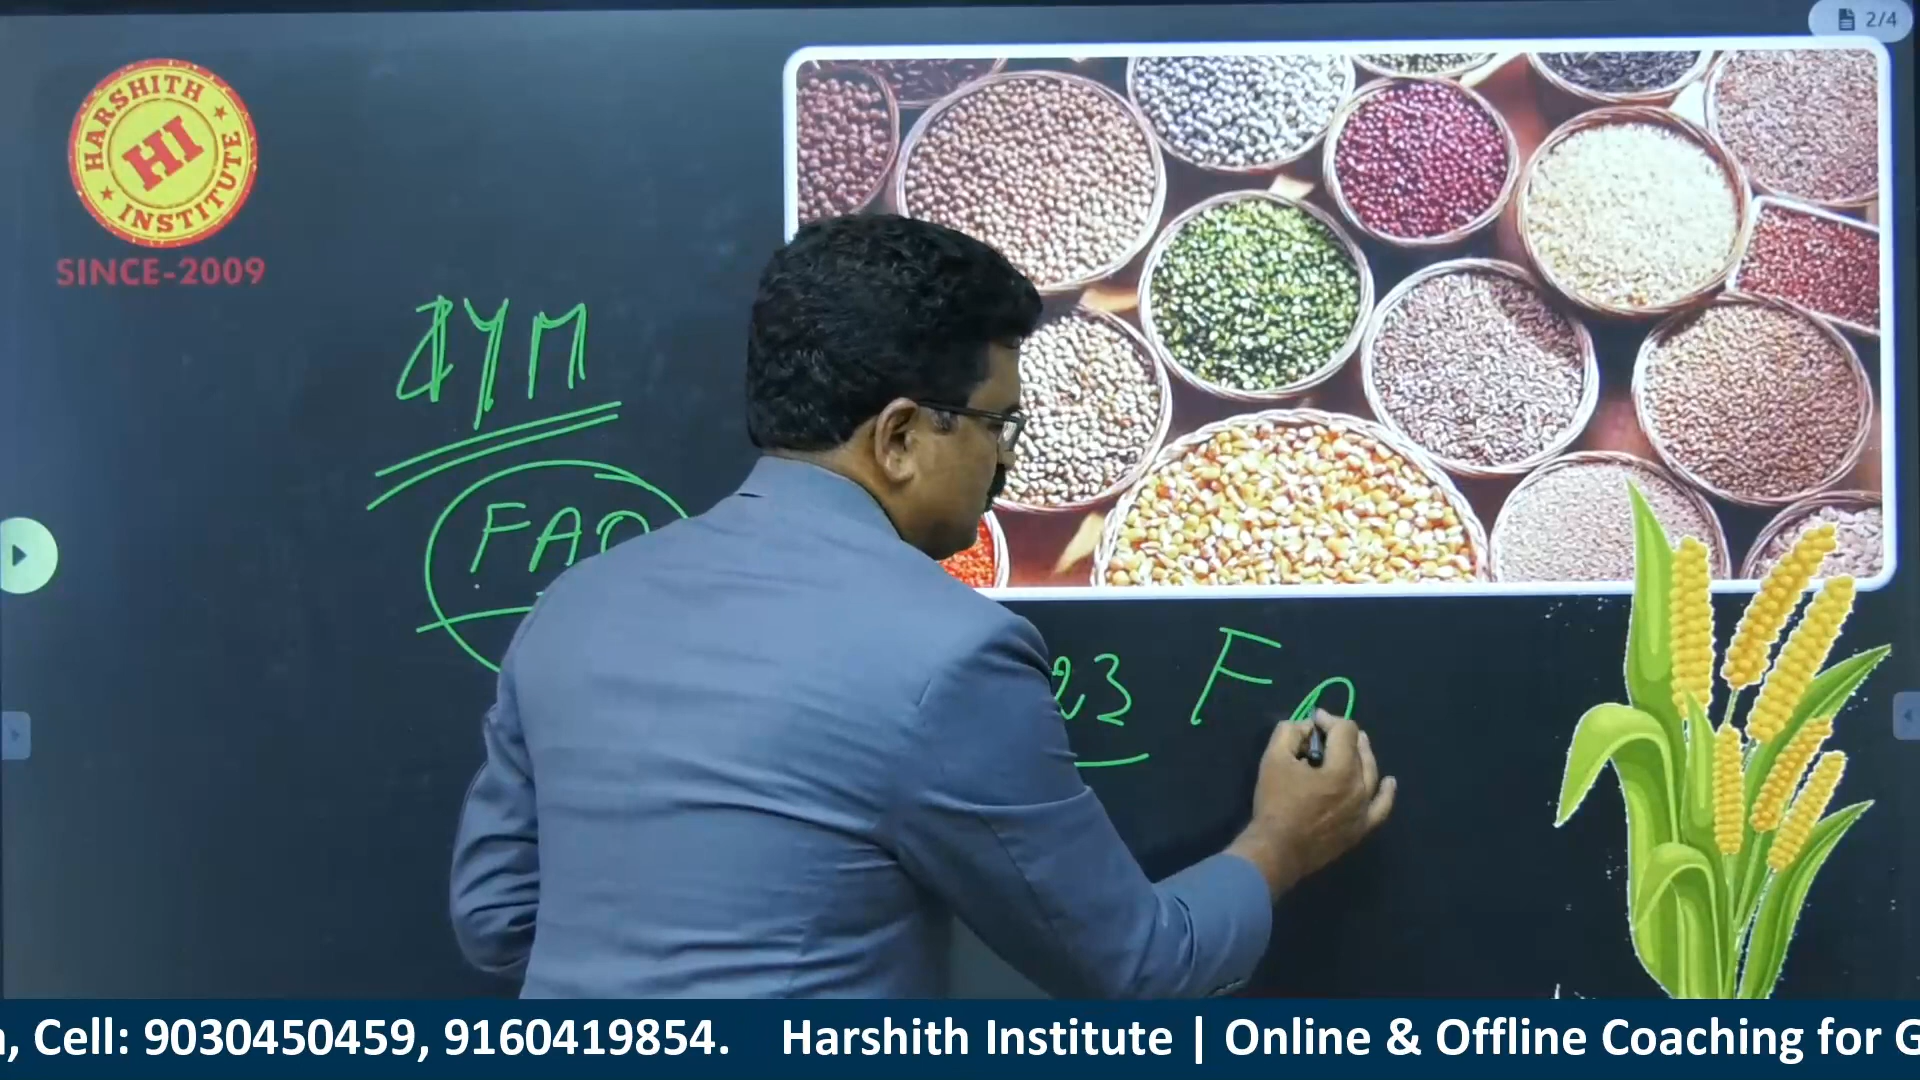 2/4
HARSHITH
HI
INSTITUTE
SINCE-2009
IYM
FAO
23 FA
a, Cell: 9030450459, 9160419854. Harshith Institute | Online & Offline Coaching for G